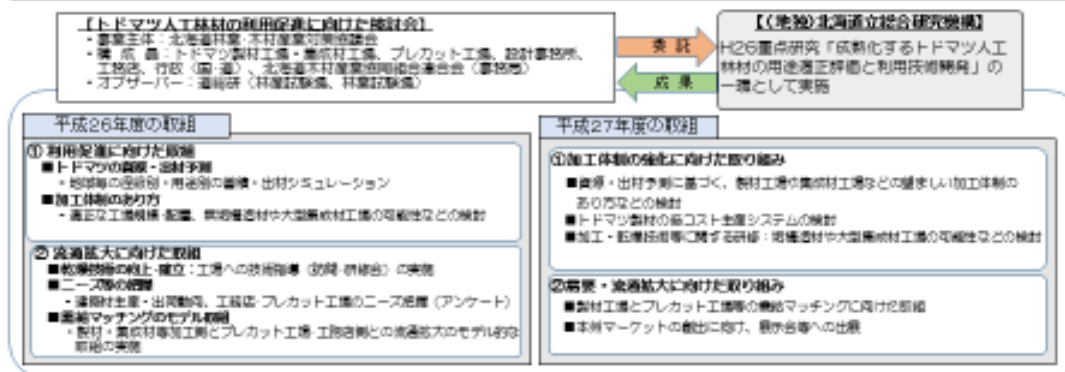 【トドマツ人工林材の利用促進に向けた検討会】
・事業主体：北海道林業・木材産業対策協議会
・構成員：トドマツ製材工場・集成材工場、プレカット工場、設計事務所、
工務店、行政（国・道）、北海道木材産業協同組合連合会（事務局）
・オブザーバー：道総研（林産試験場、林業試験場）
委託
成果
【（地独）北海道立総合研究機構】
H26重点研究「成熟化するトドマツ人工
林材の用途適正評価と利用技術開発」の
一環として実施
平成26年度の取組
①利用促進に向けた取組
■トドマツの資源・出材予測
・地域毎の径級別・用途別の蓄積・出材シミュレーション
■加工体制のあり方
・適正な工場規模・配置、集成構造材や大型集成材工場の可能性などの検討
②流通拡大に向けた取組
■乾燥技術の向上・確立：工場への技術指導（訪問・研修会）の実施
■ニーズ等の把握
・建築材生産・出荷動向、工務店・プレカット工場のニーズ把握（アンケート）
■需給マッチングのモデル取組
・製材・集成材等加工側とプレカット工場・工務店側との流通拡大のモデル的な
取組の実施
平成27年度の取組
①加工体制の強化に向けた取り組み
■資源・出材予測に基づく、製材工場や集成材工場などの望ましい加工体制の
あり方などの検討
■トドマツ製材の低コスト生産システムの検討
■加工・乾燥技術等に関する研修：構造材や大型集成材工場の可能性などの検討
②需要・流通拡大に向けた取り組み
■製材工場とプレカット工場等の需給マッチングに向けた取組
■本州マーケットの創出に向け、展示会等への出展